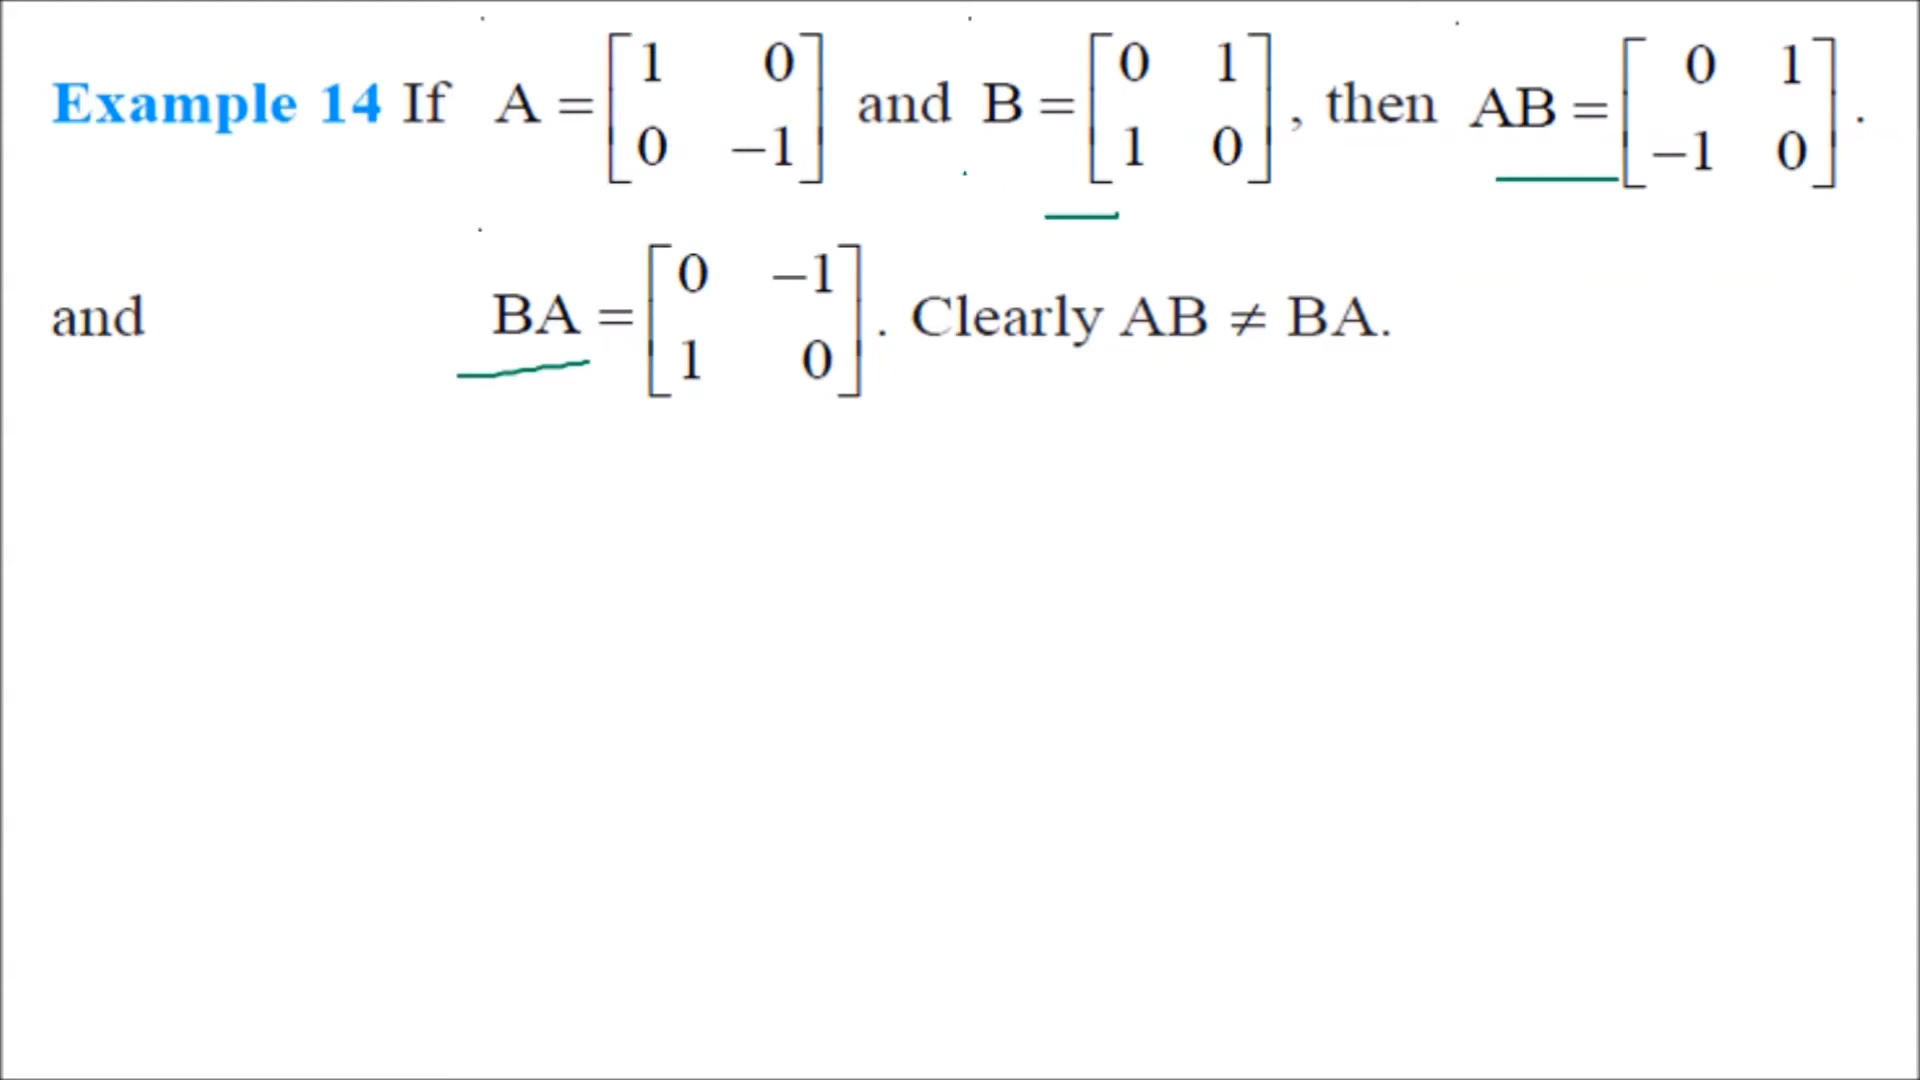 Example 14 If A = [1 0; 0 −1] and B = [0 1; 1 0], then AB = [0 1; −1 0].
and BA = [0 −1; 1 0]. Clearly AB ≠ BA.